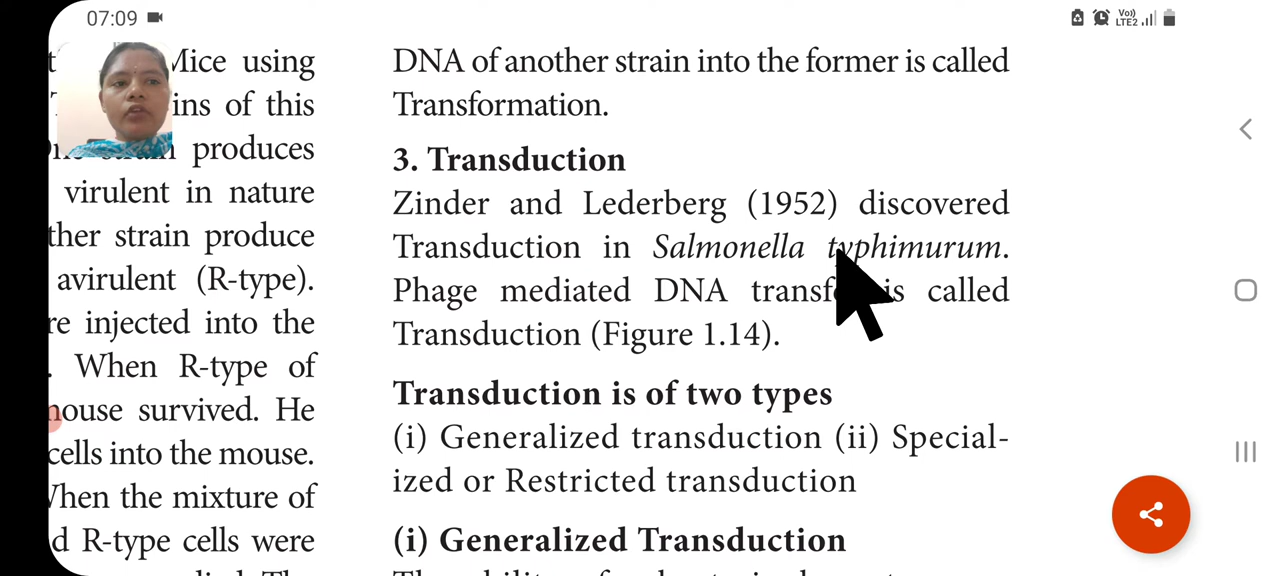 07:09
Vo))
LTE2
Mice using
ins of this
produces
virulent in nature
ther strain produce
avirulent (R-type).
re injected into the
. When R-type of
mouse survived. He
cells into the mouse.
When the mixture of
d R-type cells were
DNA of another strain into the former is called
Transformation.
3. Transduction
Zinder and Lederberg (1952) discovered
Transduction in Salmonella typhimurum.
Phage mediated DNA transfer is called
Transduction (Figure 1.14).
Transduction is of two types
(i) Generalized transduction (ii) Special-
ized or Restricted transduction
(i) Generalized Transduction